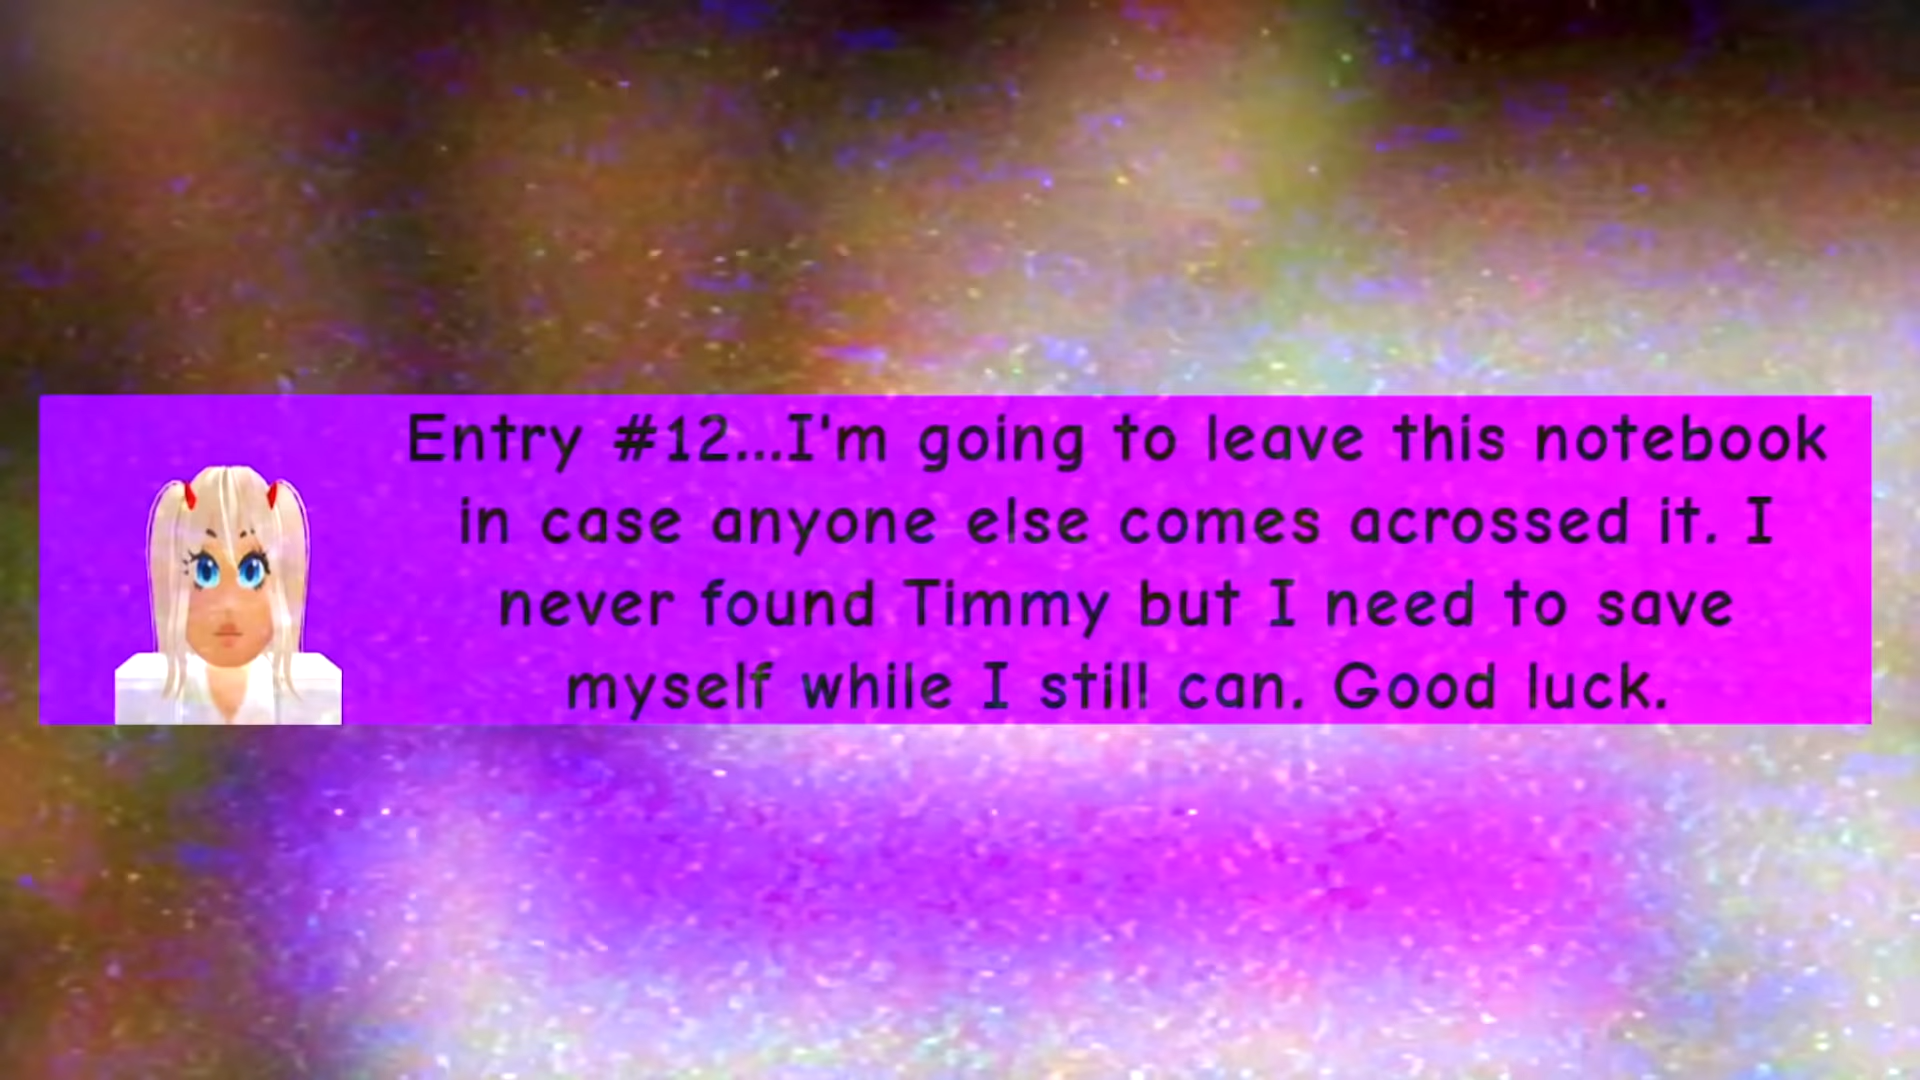 Entry #12...I'm going to leave this notebook
in case anyone else comes acrossed it. I
never found Timmy but I need to save
myself while I still can. Good luck.